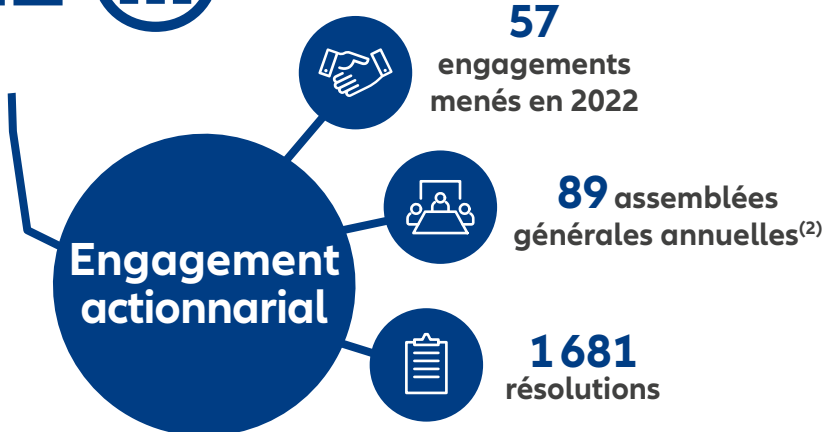 57
engagements
menés en 2022
89 assemblées
générales annuelles(2)
Engagement
actionnarial
1 681
résolutions